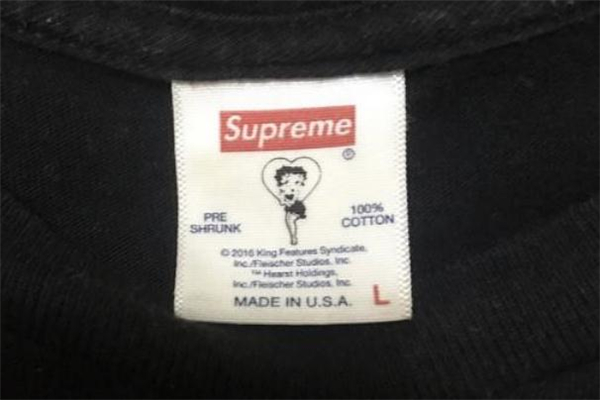 Supreme
®
PRE
SHRUNK
100%
COTTON
© 2016 King Features Syndicate,
Inc./Fleischer Studios, Inc.
™ Hearst Holdings,
Inc./Fleischer Studios, Inc.
MADE IN U.S.A. L